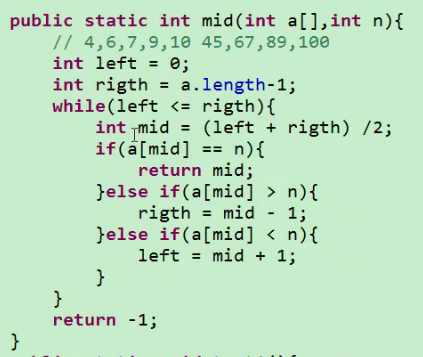 public static int mid(int a[],int n){
    // 4,6,7,9,10 45,67,89,100
    int left = 0;
    int rigth = a.length-1;
    while(left <= rigth){
        int mid = (left + rigth) /2;
        if(a[mid] == n){
            return mid;
        }else if(a[mid] > n){
            rigth = mid - 1;
        }else if(a[mid] < n){
            left = mid + 1;
        }
    }
    return -1;
}